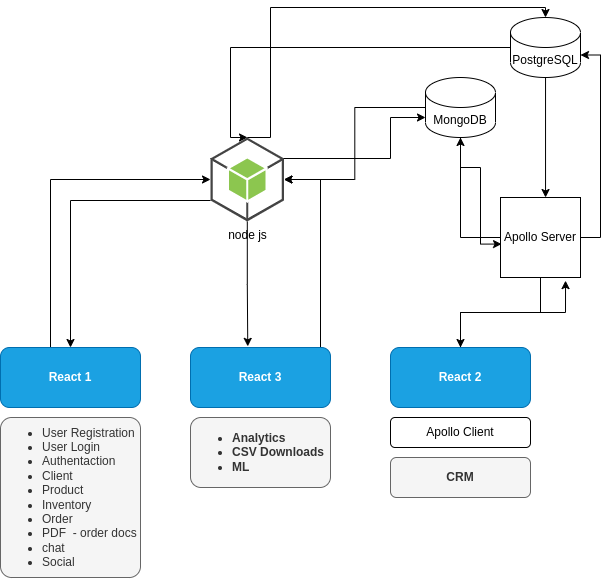 PostgreSQL
MongoDB
node js
Apollo Server
React 1
React 3
React 2
User Registration
User Login
Authentaction
Client
Product
Inventory
Order
PDF - order docs
chat
Social
Analytics
CSV Downloads
ML
Apollo Client
CRM